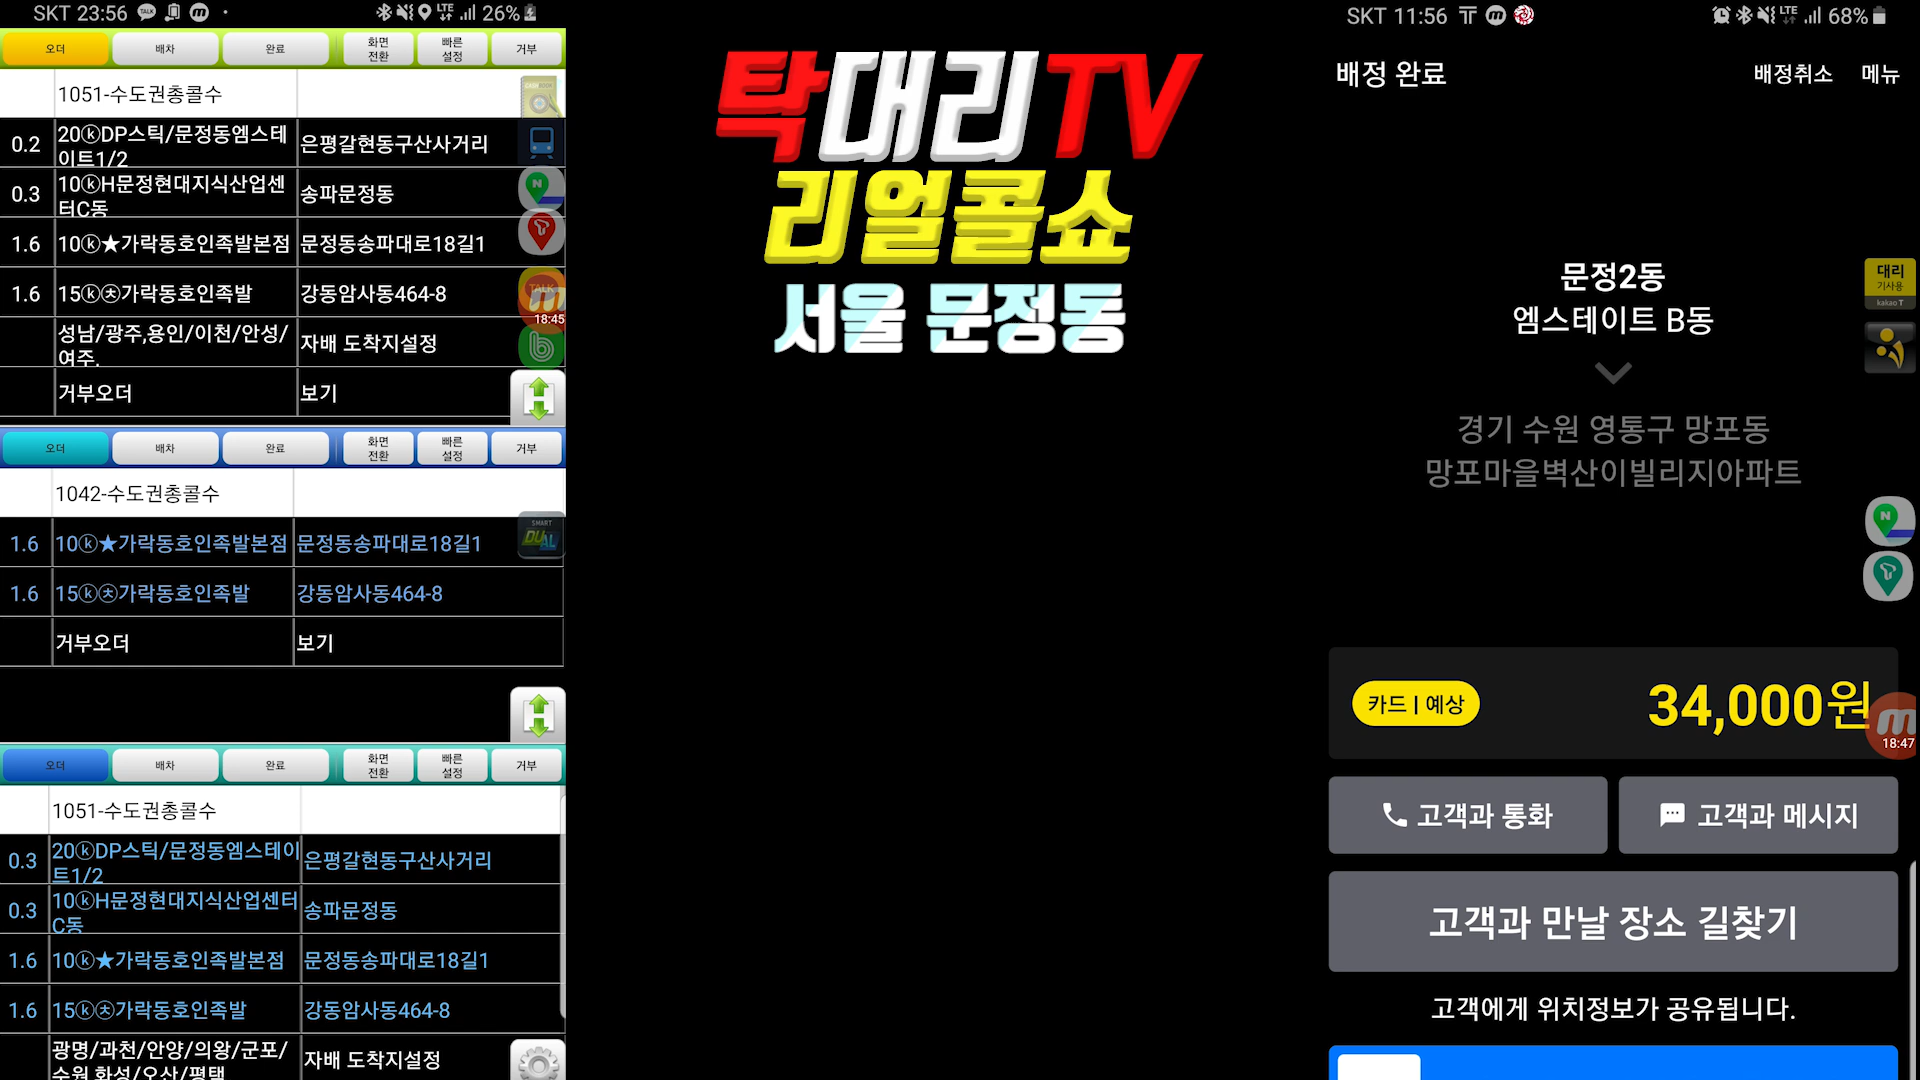 SKT 23:56
LTE 26%
오더 배차 완료 화면 전환 빠른 설정 거부
1051-수도권총콜수
0.2 20ⓚDP스틱/문정동엠스테이트1/2 은평갈현동구산사거리
0.3 10ⓚH문정현대지식산업센터C동 송파문정동
1.6 10ⓚ★가락동호인족발본점 문정동송파대로18길1
1.6 15ⓚ㊛가락동호인족발 강동암사동464-8
성남/광주,용인/이천/안성/여주. 자배 도착지설정
거부오더 보기
18:45
오더 배차 완료 화면 전환 빠른 설정 거부
1042-수도권총콜수
1.6 10ⓚ★가락동호인족발본점 문정동송파대로18길1
SMART DUAL
1.6 15ⓚ㊛가락동호인족발 강동암사동464-8
거부오더 보기
오더 배차 완료 화면 전환 빠른 설정 거부
1051-수도권총콜수
0.3 20ⓚDP스틱/문정동엠스테이트1/2 은평갈현동구산사거리
0.3 10ⓚH문정현대지식산업센터C동 송파문정동
1.6 10ⓚ★가락동호인족발본점 문정동송파대로18길1
1.6 15ⓚ㊛가락동호인족발 강동암사동464-8
광명/과천/안양/의왕/군포/수원,화성/오산/평택 자배 도착지설정
탁대리TV
리얼콜쇼
서울 문정동
SKT 11:56
LTE 68%
배정 완료 배정취소 메뉴
문정2동
엠스테이트 B동
대리
기사용
kakao T
경기 수원 영통구 망포동
망포마을벽산이빌리지아파트
카드 | 예상 34,000원
18:47
고객과 통화 고객과 메시지
고객과 만날 장소 길찾기
고객에게 위치정보가 공유됩니다.